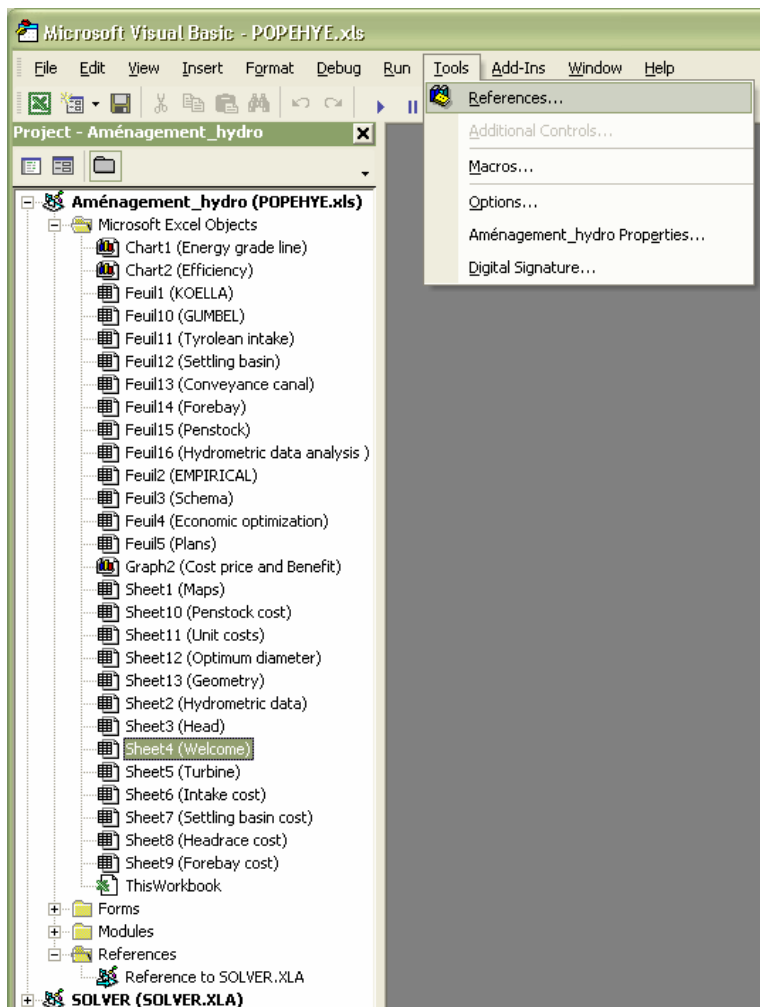 Microsoft Visual Basic - POPEHYE.xls
File Edit View Insert Format Debug Run Tools Add-Ins Window Help
References...
Additional Controls...
Macros...
Options...
Aménagement_hydro Properties...
Digital Signature...
Project - Aménagement_hydro
Aménagement_hydro (POPEHYE.xls)
Microsoft Excel Objects
Chart1 (Energy grade line)
Chart2 (Efficiency)
Feuil1 (KOELLA)
Feuil10 (GUMBEL)
Feuil11 (Tyrolean intake)
Feuil12 (Settling basin)
Feuil13 (Conveyance canal)
Feuil14 (Forebay)
Feuil15 (Penstock)
Feuil16 (Hydrometric data analysis )
Feuil2 (EMPIRICAL)
Feuil3 (Schema)
Feuil4 (Economic optimization)
Feuil5 (Plans)
Graph2 (Cost price and Benefit)
Sheet1 (Maps)
Sheet10 (Penstock cost)
Sheet11 (Unit costs)
Sheet12 (Optimum diameter)
Sheet13 (Geometry)
Sheet2 (Hydrometric data)
Sheet3 (Head)
Sheet4 (Welcome)
Sheet5 (Turbine)
Sheet6 (Intake cost)
Sheet7 (Settling basin cost)
Sheet8 (Headrace cost)
Sheet9 (Forebay cost)
ThisWorkbook
Forms
Modules
References
Reference to SOLVER.XLA
SOLVER (SOLVER.XLA)